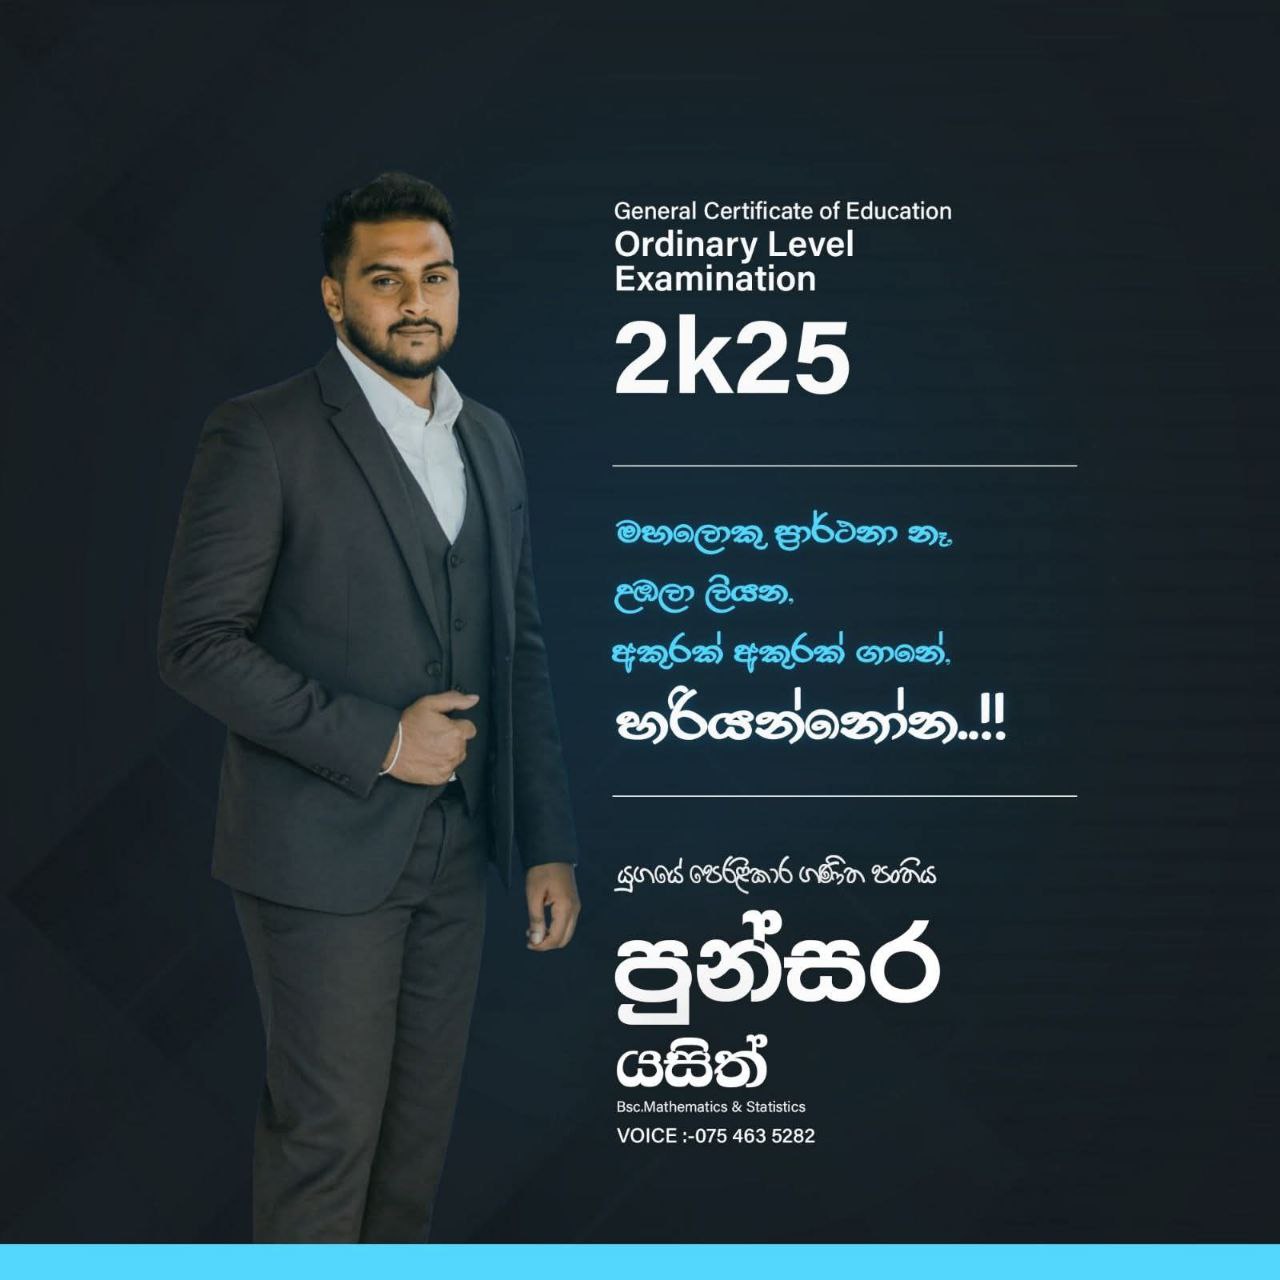 General Certificate of Education
Ordinary Level
Examination
2k25
මහලොකු ප්‍රාර්ථනා නෑ,
උඹලා ලියන,
අකුරක් අකුරක් ගානේ,
හරියන්නෝන...!!
යුගයේ පෙරළිකාර ගණිත පංතිය
පුන්සර
යසිත්
Bsc.Mathematics & Statistics
VOICE :-075 463 5282